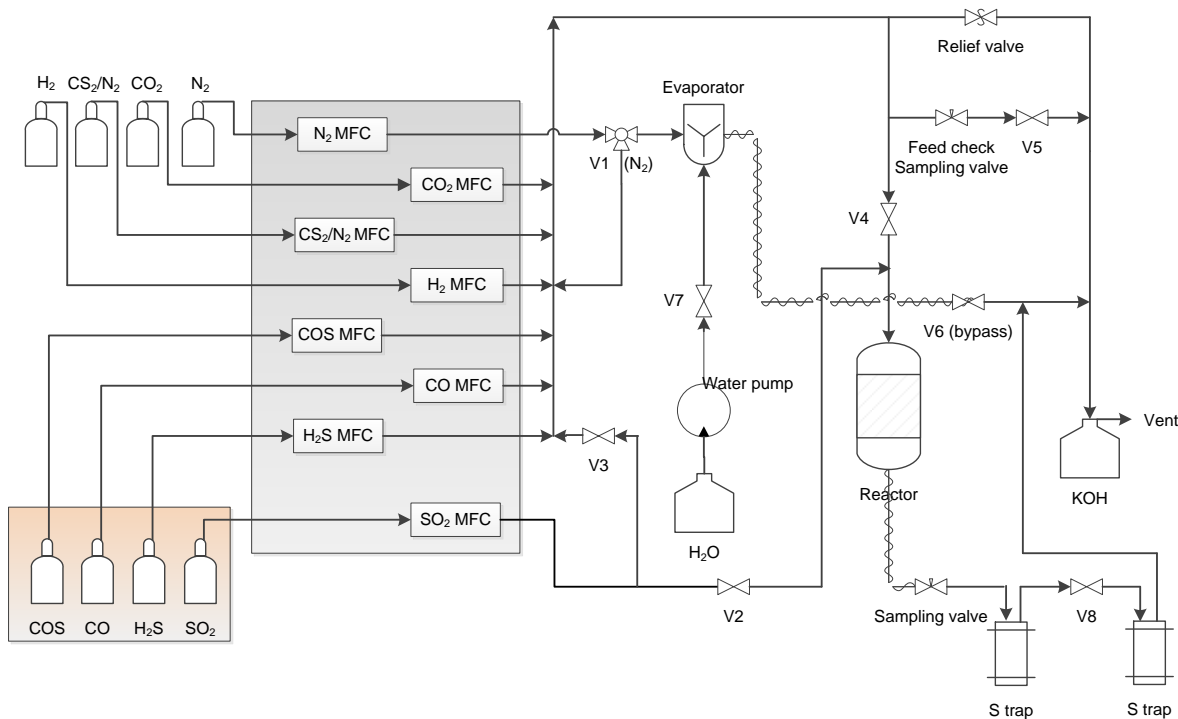 Relief valve
H2
CS2/N2
CO2
N2
Evaporator
N2 MFC
V1
(N2)
Feed check
Sampling valve
V5
CO2 MFC
V4
CS2/N2 MFC
H2 MFC
V7
V6 (bypass)
COS MFC
CO MFC
Water pump
H2S MFC
V3
Vent
Reactor
KOH
SO2 MFC
H2O
V2
Sampling valve
V8
COS
CO
H2S
SO2
S trap
S trap